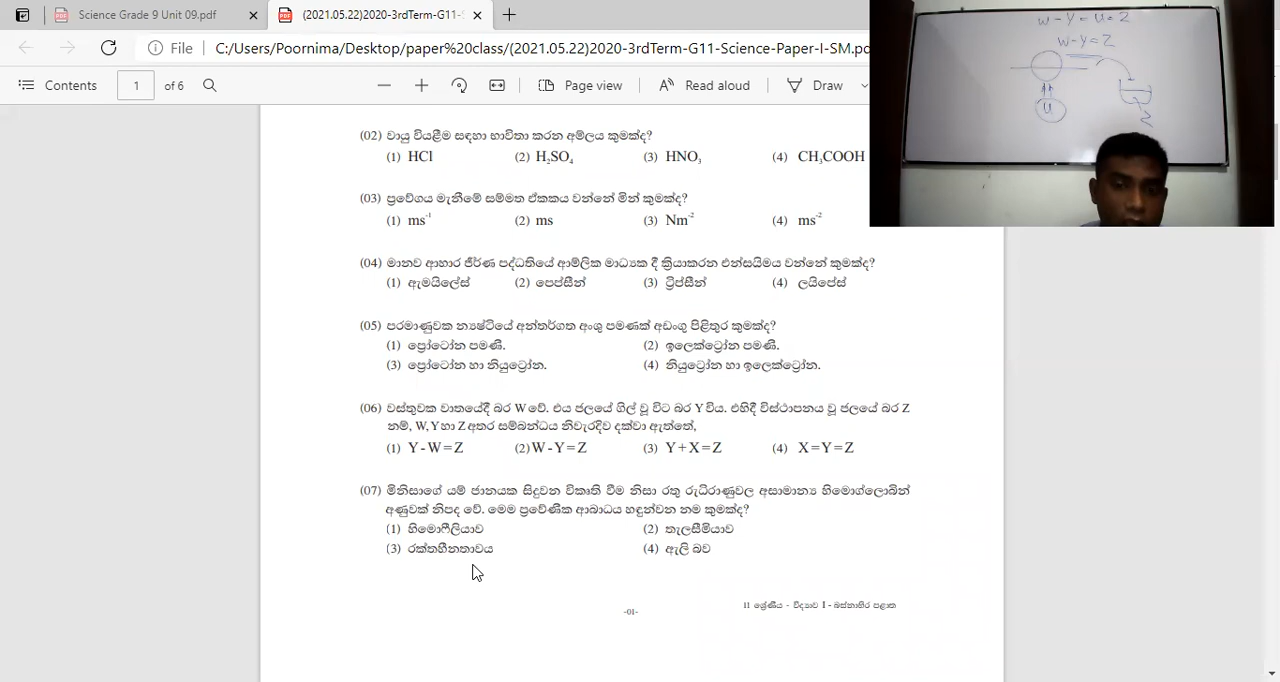 Science Grade 9 Unit 09.pdf
(2021.05.22)2020-3rdTerm-G11-S
File C:/Users/Poornima/Desktop/paper%20class/(2021.05.22)2020-3rdTerm-G11-Science-Paper-I-SM.pd
Contents 1 of 6 Page view Read aloud Draw
W-Y = U = Z
W-Y = Z
U
(02) වායු වියළීම සඳහා භාවිතා කරන අම්ලය කුමක්ද?
(1) HCl (2) H₂SO₄ (3) HNO₃ (4) CH₃COOH
(03) ප්‍රවේගය මැනීමේ සම්මත ඒකකය වන්නේ මින් කුමක්ද?
(1) ms⁻¹ (2) ms (3) Nm⁻² (4) ms⁻²
(04) මානව ආහාර ජීර්ණ පද්ධතියේ ආම්ලික මාධ්‍යක දී ක්‍රියාකරන එන්සයිමය වන්නේ කුමක්ද?
(1) ඇමයිලේස් (2) පෙප්සීන් (3) ට්‍රිප්සීන් (4) ලයිපේස්
(05) පරමාණුවක න්‍යෂ්ටියේ අන්තර්ගත අංශු පමණක් අඩංගු පිළිතුර කුමක්ද?
(1) ප්‍රෝටෝන පමණි. (2) ඉලෙක්ට්‍රෝන පමණි.
(3) ප්‍රෝටෝන හා නියුට්‍රෝන. (4) නියුට්‍රෝන හා ඉලෙක්ට්‍රෝන.
(06) වස්තුවක වාතයේදී බර W වේ. එය ජලයේ ගිල් වූ විට බර Y විය. එහිදී විස්ථාපනය වූ ජලයේ බර Z
නම්, W, Y හා Z අතර සම්බන්ධය නිවැරදිව දක්වා ඇත්තේ,
(1) Y - W = Z (2) W - Y = Z (3) Y + X = Z (4) X = Y = Z
(07) මිනිසාගේ යම් ජානයක සිදුවන විකෘති වීම නිසා රතු රුධිරාණුවල අසාමාන්‍ය හිමොග්ලොබින්
අණුවක් නිපද වේ. මෙම ප්‍රවේණික ආබාධය හඳුන්වන නම කුමක්ද?
(1) හිමොෆීලියාව (2) තැලසීමියාව
(3) රක්තහීනතාවය (4) ඇලි බව
-01-
11 ශ්‍රේණිය - විද්‍යාව I - බස්නාහිර පළාත